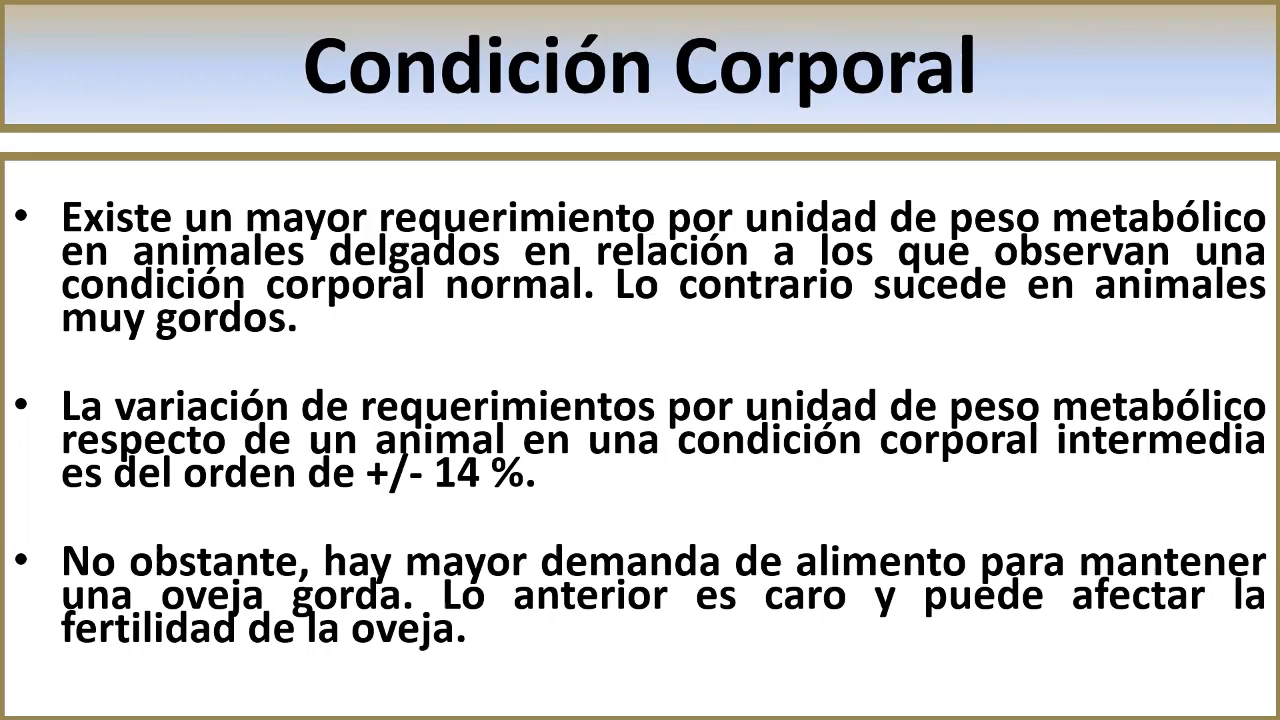 Condición Corporal
• Existe un mayor requerimiento por unidad de peso metabólico
en animales delgados en relación a los que observan una
condición corporal normal. Lo contrario sucede en animales
muy gordos.
• La variación de requerimientos por unidad de peso metabólico
respecto de un animal en una condición corporal intermedia
es del orden de +/- 14 %.
• No obstante, hay mayor demanda de alimento para mantener
una oveja gorda. Lo anterior es caro y puede afectar la
fertilidad de la oveja.